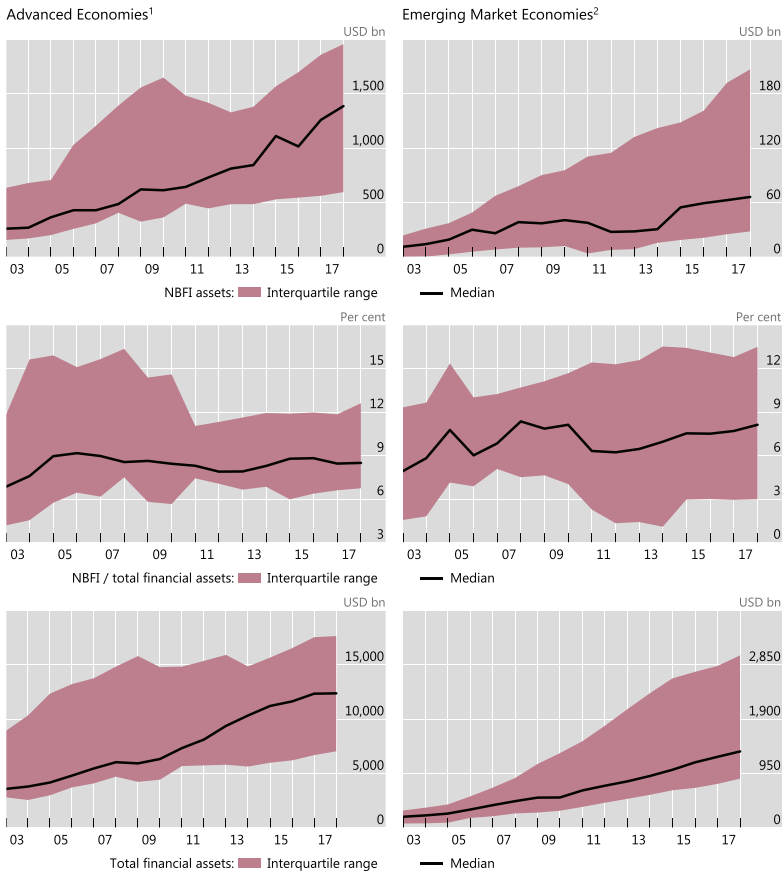 Advanced Economies¹ Emerging Market Economies²
USD bn USD bn
1,500 180
1,000 120
500 60
0 0
03 05 07 09 11 13 15 17 03 05 07 09 11 13 15 17
NBFI assets: Interquartile range Median
Per cent Per cent
15 12
12 9
9 6
6 3
3 0
03 05 07 09 11 13 15 17 03 05 07 09 11 13 15 17
NBFI / total financial assets: Interquartile range Median
USD bn USD bn
15,000 2,850
10,000 1,900
5,000 950
0 0
03 05 07 09 11 13 15 17 03 05 07 09 11 13 15 17
Total financial assets: Interquartile range Median